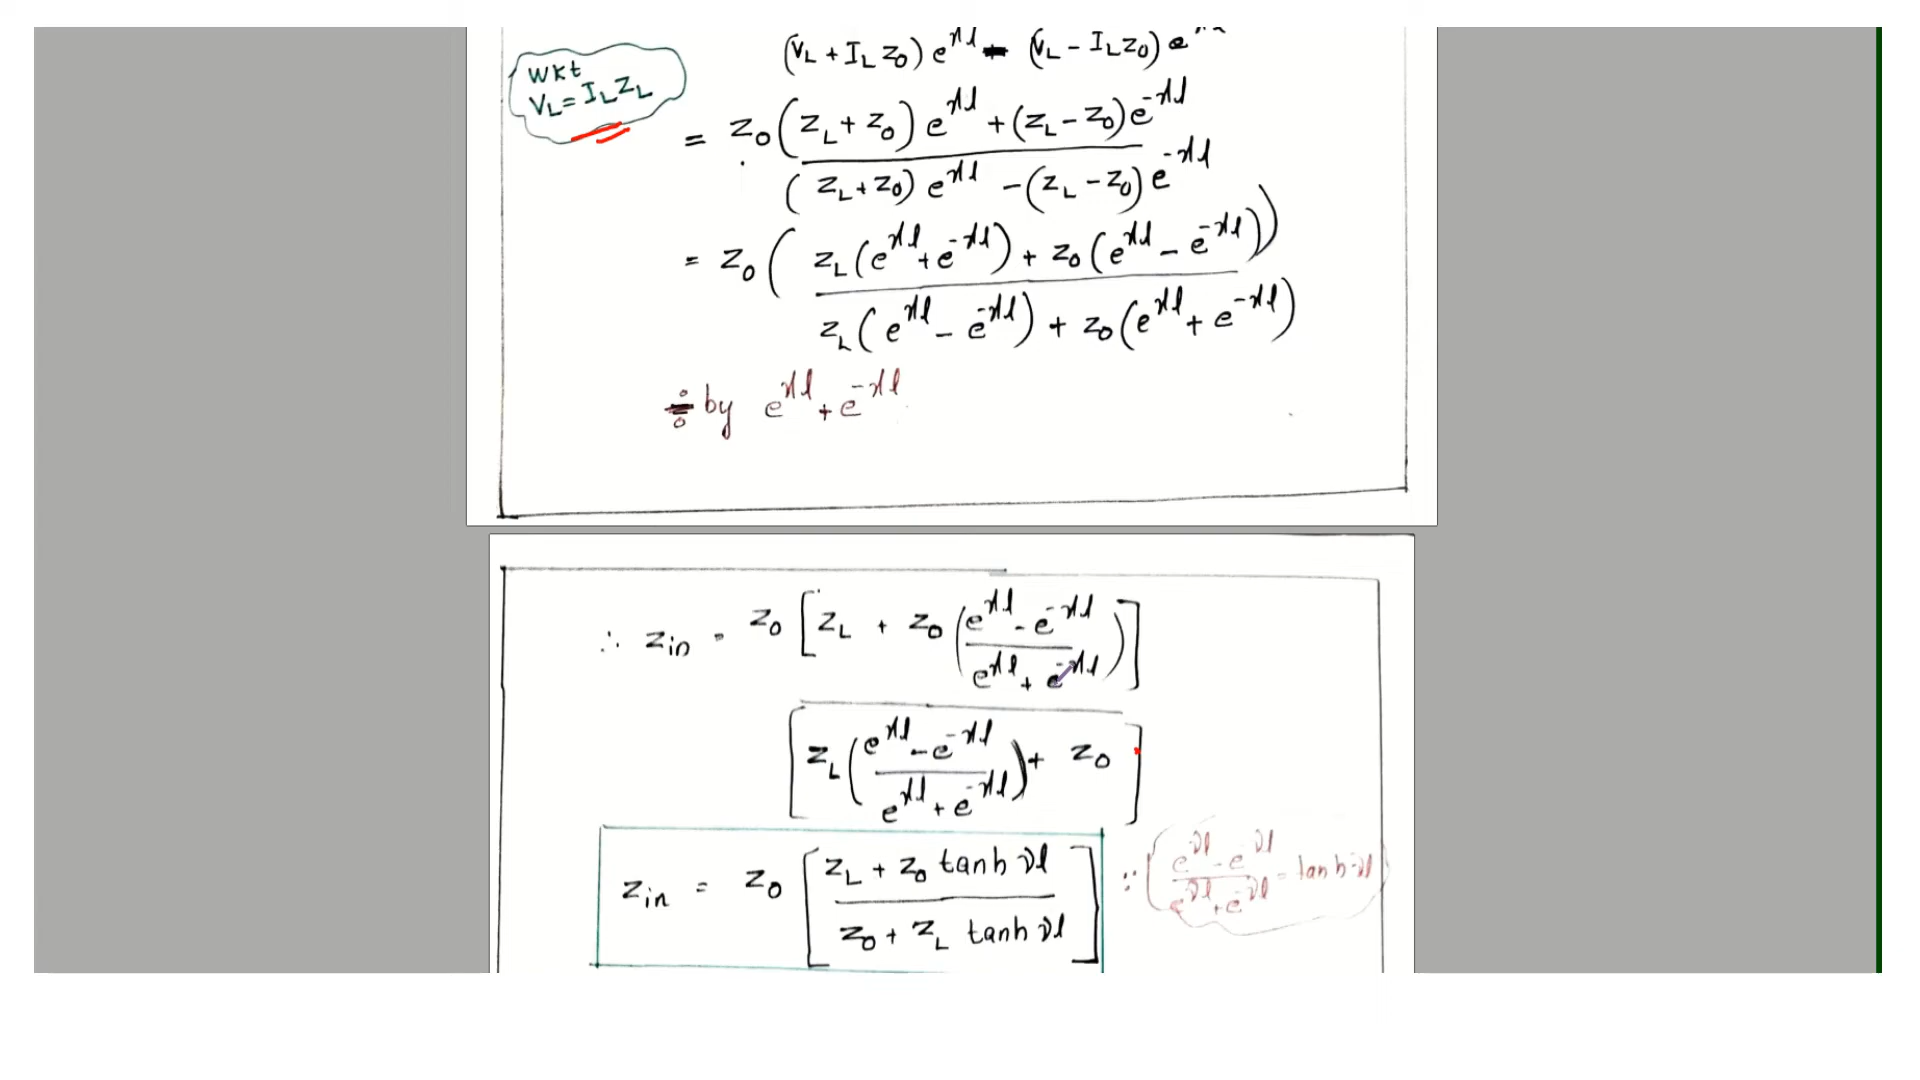 (V_L + I_L Z_0) e^{γl} - (V_L - I_L Z_0) e
WKt
V_L = I_L Z_L
= Z_0 (Z_L + Z_0) e^{γl} + (Z_L - Z_0) e^{-γl}
(Z_L + Z_0) e^{γl} - (Z_L - Z_0) e^{-γl}
= Z_0 ( Z_L (e^{γl} + e^{-γl}) + Z_0 (e^{γl} - e^{-γl}) )
Z_L (e^{γl} - e^{-γl}) + Z_0 (e^{γl} + e^{-γl})
÷ by e^{γl} + e^{-γl}
∴ Z_in = Z_0 [ Z_L + Z_0 ( e^{γl} - e^{-γl}
e^{γl} + e^{-γl} ) ]
[ Z_L ( e^{γl} - e^{-γl}
e^{γl} + e^{-γl} ) + Z_0 ]
Z_in = Z_0 [ Z_L + Z_0 tanh γl
Z_0 + Z_L tanh γl ]
∵ ( e^{γl} - e^{-γl}
e^{γl} + e^{-γl} = tanh γl